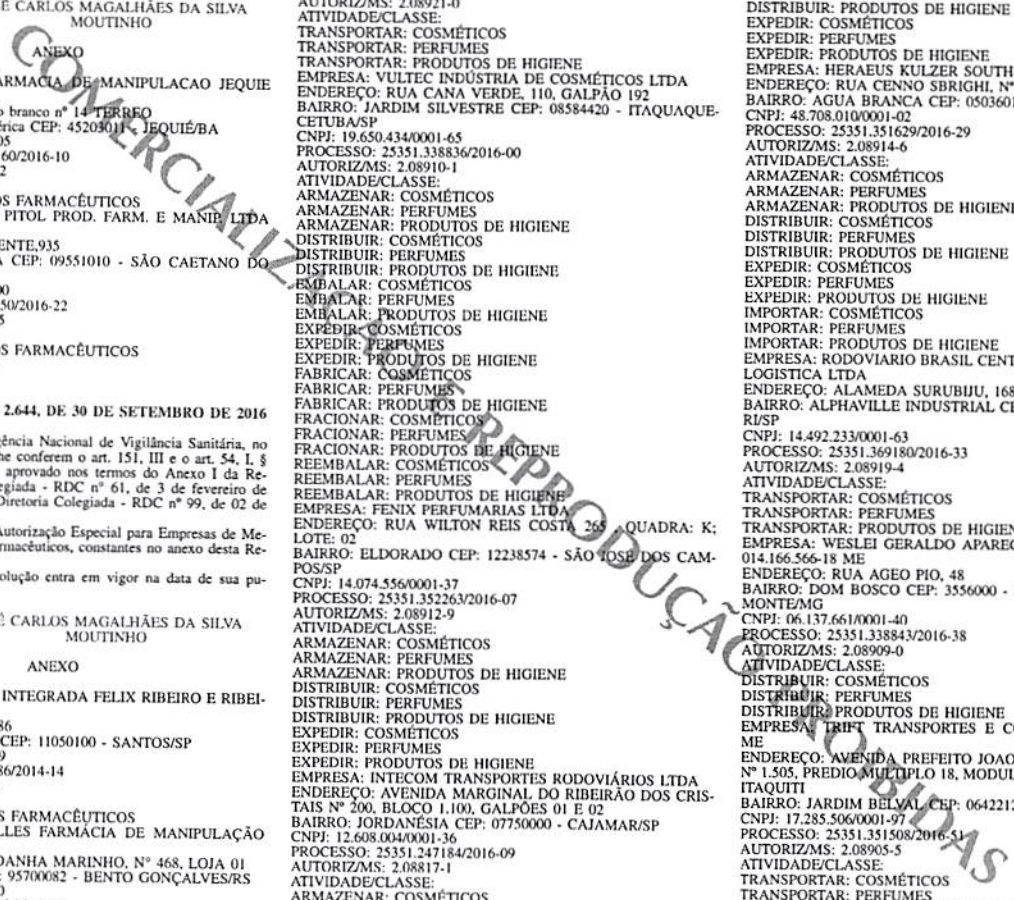 É CARLOS MAGALHÃES DA SILVA
MOUTINHO
ANEXO
ARMACIA DE MANIPULACAO JEQUIE
o branco nº 14 TERREO
érica CEP: 45203011 - JEQUIÉ/BA
05
60/2016-10
2
OS FARMACÊUTICOS
PITOL PROD. FARM. E MANIP. LTDA
ENTE,935
A CEP: 09551010 - SÃO CAETANO DO
00
50/2016-22
5
S FARMACÊUTICOS
2.644, DE 30 DE SETEMBRO DE 2016
gência Nacional de Vigilância Sanitária, no
he conferem o art. 151, III e o art. 54, I, §
aprovado nos termos do Anexo I da Re-
egiada - RDC nº 61, de 3 de fevereiro de
Diretoria Colegiada - RDC nº 99, de 02 de
Autorização Especial para Empresas de Me-
rmacêuticos, constantes no anexo desta Re-
olução entra em vigor na data de sua pu-
É CARLOS MAGALHÃES DA SILVA
MOUTINHO
ANEXO
INTEGRADA FELIX RIBEIRO E RIBEI-
86
CEP: 11050100 - SANTOS/SP
9
86/2014-14
S FARMACÊUTICOS
LLES FARMÁCIA DE MANIPULAÇÃO
DANHA MARINHO, Nº 468, LOJA 01
: 95700082 - BENTO GONÇALVES/RS
0
AUTORIZ/MS: 2.08921-0
ATIVIDADE/CLASSE:
TRANSPORTAR: COSMÉTICOS
TRANSPORTAR: PERFUMES
TRANSPORTAR: PRODUTOS DE HIGIENE
EMPRESA: VULTEC INDÚSTRIA DE COSMÉTICOS LTDA
ENDEREÇO: RUA CANA VERDE, 110, GALPÃO 192
BAIRRO: JARDIM SILVESTRE CEP: 08584420 - ITAQUAQUE-
CETUBA/SP
CNPJ: 19.650.434/0001-65
PROCESSO: 25351.338836/2016-00
AUTORIZ/MS: 2.08910-1
ATIVIDADE/CLASSE:
ARMAZENAR: COSMÉTICOS
ARMAZENAR: PERFUMES
ARMAZENAR: PRODUTOS DE HIGIENE
DISTRIBUIR: COSMÉTICOS
DISTRIBUIR: PERFUMES
DISTRIBUIR: PRODUTOS DE HIGIENE
EMBALAR: COSMÉTICOS
EMBALAR: PERFUMES
EMBALAR: PRODUTOS DE HIGIENE
EXPEDIR: COSMÉTICOS
EXPEDIR: PERFUMES
EXPEDIR: PRODUTOS DE HIGIENE
FABRICAR: COSMÉTICOS
FABRICAR: PERFUMES
FABRICAR: PRODUTOS DE HIGIENE
FRACIONAR: COSMÉTICOS
FRACIONAR: PERFUMES
FRACIONAR: PRODUTOS DE HIGIENE
REEMBALAR: COSMÉTICOS
REEMBALAR: PERFUMES
REEMBALAR: PRODUTOS DE HIGIENE
EMPRESA: FENIX PERFUMARIAS LTDA
ENDEREÇO: RUA WILTON REIS COSTA 265 QUADRA: K;
LOTE: 02
BAIRRO: ELDORADO CEP: 12238574 - SÃO JOSÉ DOS CAM-
POS/SP
CNPJ: 14.074.556/0001-37
PROCESSO: 25351.352263/2016-07
AUTORIZ/MS: 2.08912-9
ATIVIDADE/CLASSE:
ARMAZENAR: COSMÉTICOS
ARMAZENAR: PERFUMES
ARMAZENAR: PRODUTOS DE HIGIENE
DISTRIBUIR: COSMÉTICOS
DISTRIBUIR: PERFUMES
DISTRIBUIR: PRODUTOS DE HIGIENE
EXPEDIR: COSMÉTICOS
EXPEDIR: PERFUMES
EXPEDIR: PRODUTOS DE HIGIENE
EMPRESA: INTECOM TRANSPORTES RODOVIÁRIOS LTDA
ENDEREÇO: AVENIDA MARGINAL DO RIBEIRÃO DOS CRIS-
TAIS Nº 200, BLOCO 1.100, GALPÕES 01 E 02
BAIRRO: JORDANÉSIA CEP: 07750000 - CAJAMAR/SP
CNPJ: 12.608.004/0001-36
PROCESSO: 25351.247184/2016-09
AUTORIZ/MS: 2.08817-1
ATIVIDADE/CLASSE:
ARMAZENAR: COSMÉTICOS
DISTRIBUIR: PRODUTOS DE HIGIENE
EXPEDIR: COSMÉTICOS
EXPEDIR: PERFUMES
EXPEDIR: PRODUTOS DE HIGIENE
EMPRESA: HERAEUS KULZER SOUTH
ENDEREÇO: RUA CENNO SBRIGHI, Nº
BAIRRO: AGUA BRANCA CEP: 0503601
CNPJ: 48.708.010/0001-02
PROCESSO: 25351.351629/2016-29
AUTORIZ/MS: 2.08914-6
ATIVIDADE/CLASSE:
ARMAZENAR: COSMÉTICOS
ARMAZENAR: PERFUMES
ARMAZENAR: PRODUTOS DE HIGIENE
DISTRIBUIR: COSMÉTICOS
DISTRIBUIR: PERFUMES
DISTRIBUIR: PRODUTOS DE HIGIENE
EXPEDIR: COSMÉTICOS
EXPEDIR: PERFUMES
EXPEDIR: PRODUTOS DE HIGIENE
IMPORTAR: COSMÉTICOS
IMPORTAR: PERFUMES
IMPORTAR: PRODUTOS DE HIGIENE
EMPRESA: RODOVIARIO BRASIL CENT
LOGISTICA LTDA
ENDEREÇO: ALAMEDA SURUBIJU, 168
BAIRRO: ALPHAVILLE INDUSTRIAL CE
RI/SP
CNPJ: 14.492.233/0001-63
PROCESSO: 25351.369180/2016-33
AUTORIZ/MS: 2.08919-4
ATIVIDADE/CLASSE:
TRANSPORTAR: COSMÉTICOS
TRANSPORTAR: PERFUMES
TRANSPORTAR: PRODUTOS DE HIGIEN
EMPRESA: WESLEI GERALDO APAREC
014.166.566-18 ME
ENDEREÇO: RUA AGEO PIO, 48
BAIRRO: DOM BOSCO CEP: 3556000 -
MONTE/MG
CNPJ: 06.137.661/0001-40
PROCESSO: 25351.338843/2016-38
AUTORIZ/MS: 2.08909-0
ATIVIDADE/CLASSE:
DISTRIBUIR: COSMÉTICOS
DISTRIBUIR: PERFUMES
DISTRIBUIR: PRODUTOS DE HIGIENE
EMPRESA: TRIFT TRANSPORTES E CO
ME
ENDEREÇO: AVENIDA PREFEITO JOAO
Nº 1.505, PREDIO MULTIPLO 18, MODUL
ITAQUITI
BAIRRO: JARDIM BELVAL CEP: 0642212
CNPJ: 17.285.506/0001-97
PROCESSO: 25351.351508/2016-51
AUTORIZ/MS: 2.08905-5
ATIVIDADE/CLASSE:
TRANSPORTAR: COSMÉTICOS
TRANSPORTAR: PERFUMES
COMERCIALIZAÇÃO E REPRODUÇÃO PROIBIDAS